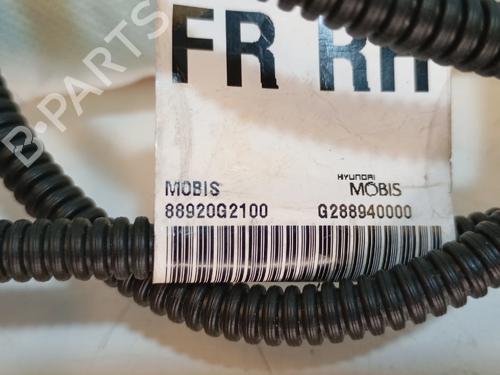 FR RH
MOBIS
HYUNDAI
MOBIS
88920G2100 G288940000
B-PARTS